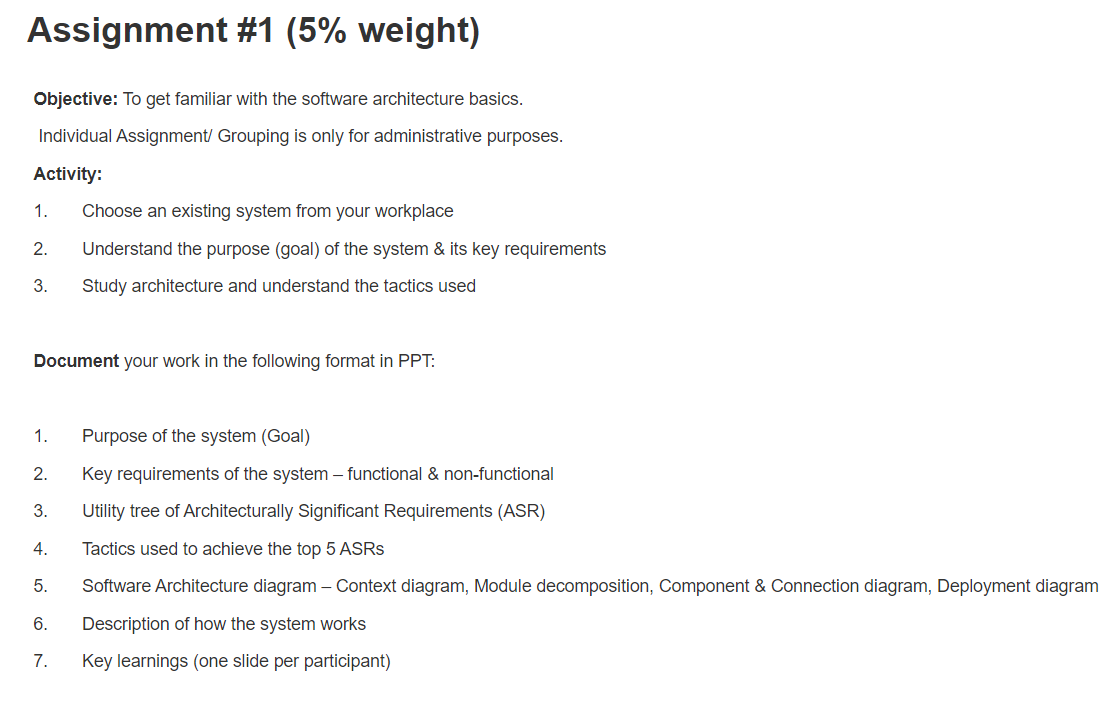 Assignment #1 (5% weight)
Objective: To get familiar with the software architecture basics.
Individual Assignment/ Grouping is only for administrative purposes.
Activity:
1. Choose an existing system from your workplace
2. Understand the purpose (goal) of the system & its key requirements
3. Study architecture and understand the tactics used
Document your work in the following format in PPT:
1. Purpose of the system (Goal)
2. Key requirements of the system – functional & non-functional
3. Utility tree of Architecturally Significant Requirements (ASR)
4. Tactics used to achieve the top 5 ASRs
5. Software Architecture diagram – Context diagram, Module decomposition, Component & Connection diagram, Deployment diagram
6. Description of how the system works
7. Key learnings (one slide per participant)